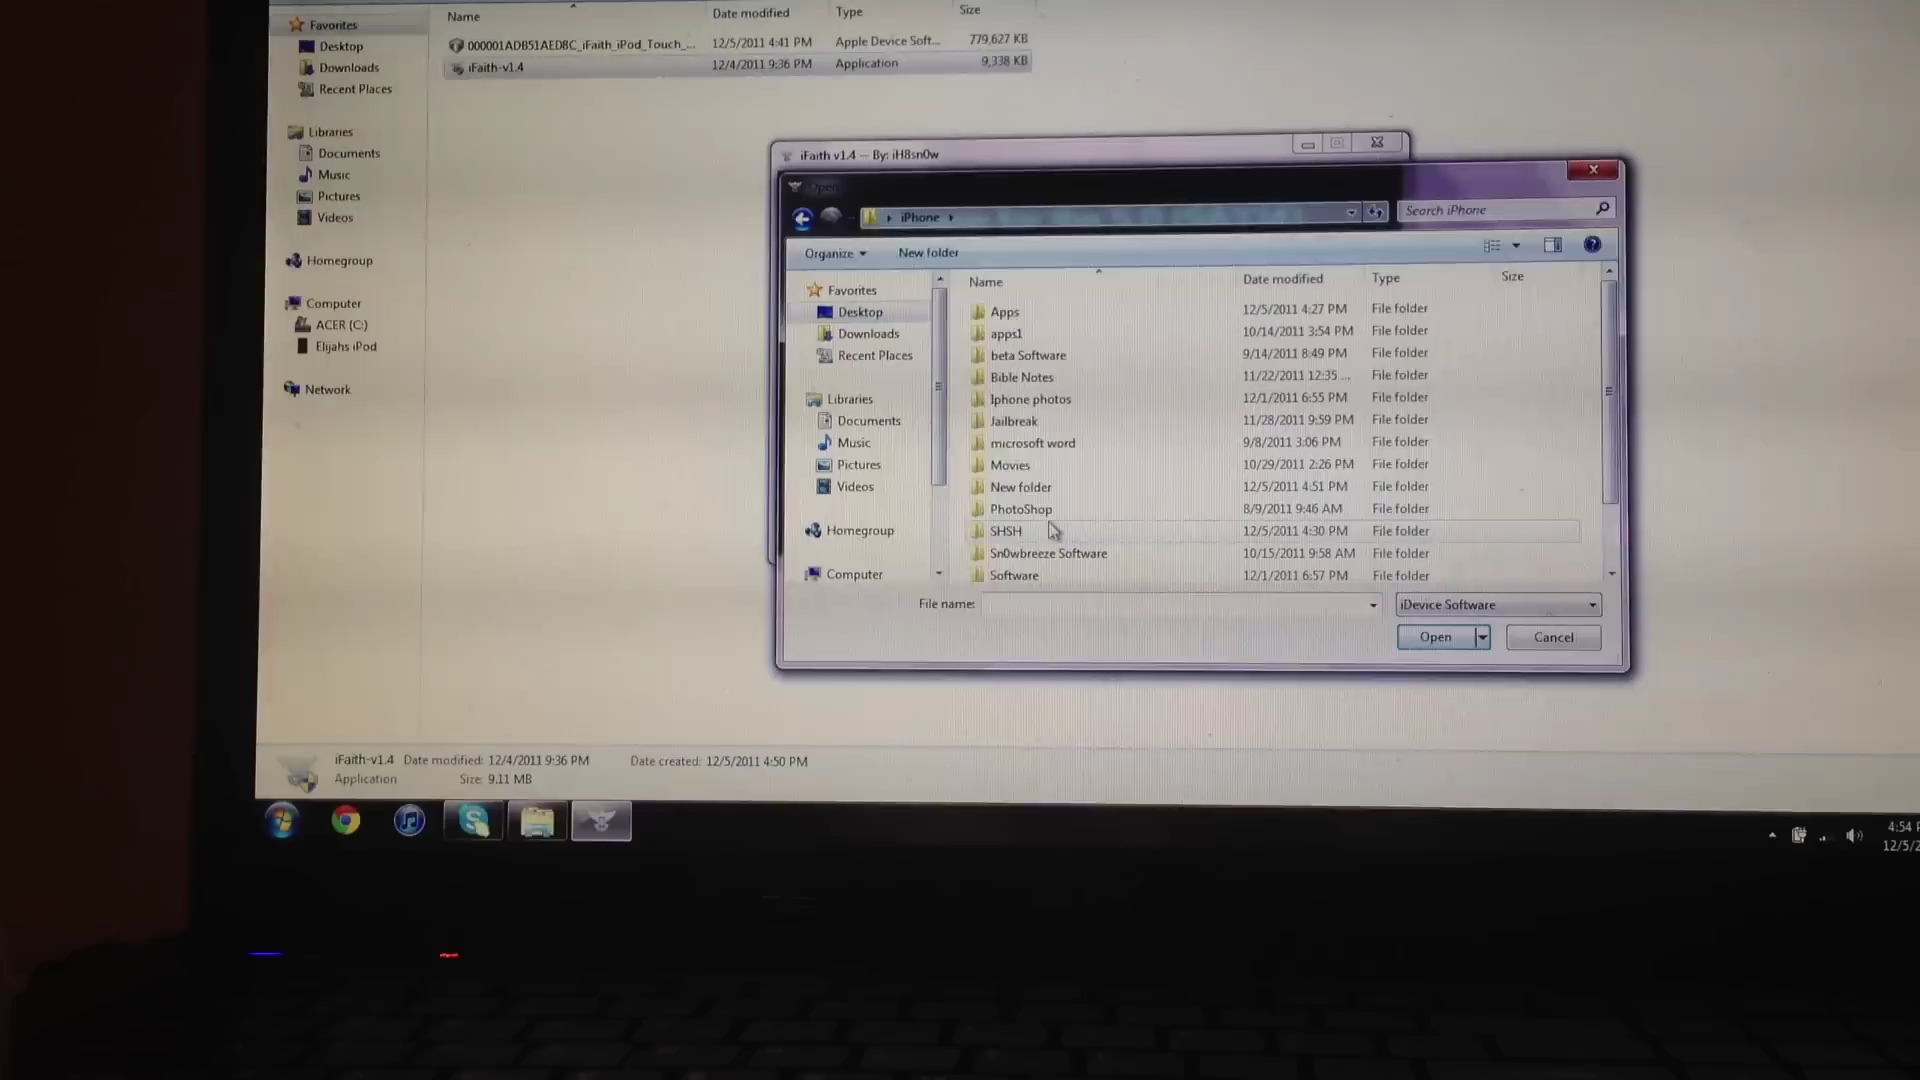 Name Date modified Type Size
Favorites
Desktop
Downloads
Recent Places
Libraries
Documents
Music
Pictures
Videos
Homegroup
Computer
ACER (C:)
Elijahs iPod
Network
000001ADB51AEDBC_iFaith_iPod_Touch_... 12/5/2011 4:41 PM Apple Device Soft... 779,627 KB
iFaith-v1.4 12/4/2011 9:36 PM Application 9,338 KB
iFaith v1.4 -- By: iH8sn0w
Open
iPhone
Search iPhone
Organize New folder
Favorites
Desktop
Downloads
Recent Places
Libraries
Documents
Music
Pictures
Videos
Homegroup
Computer
Name Date modified Type Size
Apps 12/5/2011 4:27 PM File folder
apps1 10/14/2011 3:54 PM File folder
beta Software 9/14/2011 8:49 PM File folder
Bible Notes 11/22/2011 12:35 ... File folder
Iphone photos 12/1/2011 6:55 PM File folder
Jailbreak 11/28/2011 9:59 PM File folder
microsoft word 9/8/2011 3:06 PM File folder
Movies 10/29/2011 2:26 PM File folder
New folder 12/5/2011 4:51 PM File folder
PhotoShop 8/9/2011 9:46 AM File folder
SHSH 12/5/2011 4:30 PM File folder
Sn0wbreeze Software 10/15/2011 9:58 AM File folder
Software 12/1/2011 6:57 PM File folder
File name: iDevice Software
Open Cancel
iFaith-v1.4 Date modified: 12/4/2011 9:36 PM Date created: 12/5/2011 4:50 PM
Application Size: 9.11 MB
4:54 P
12/5/2